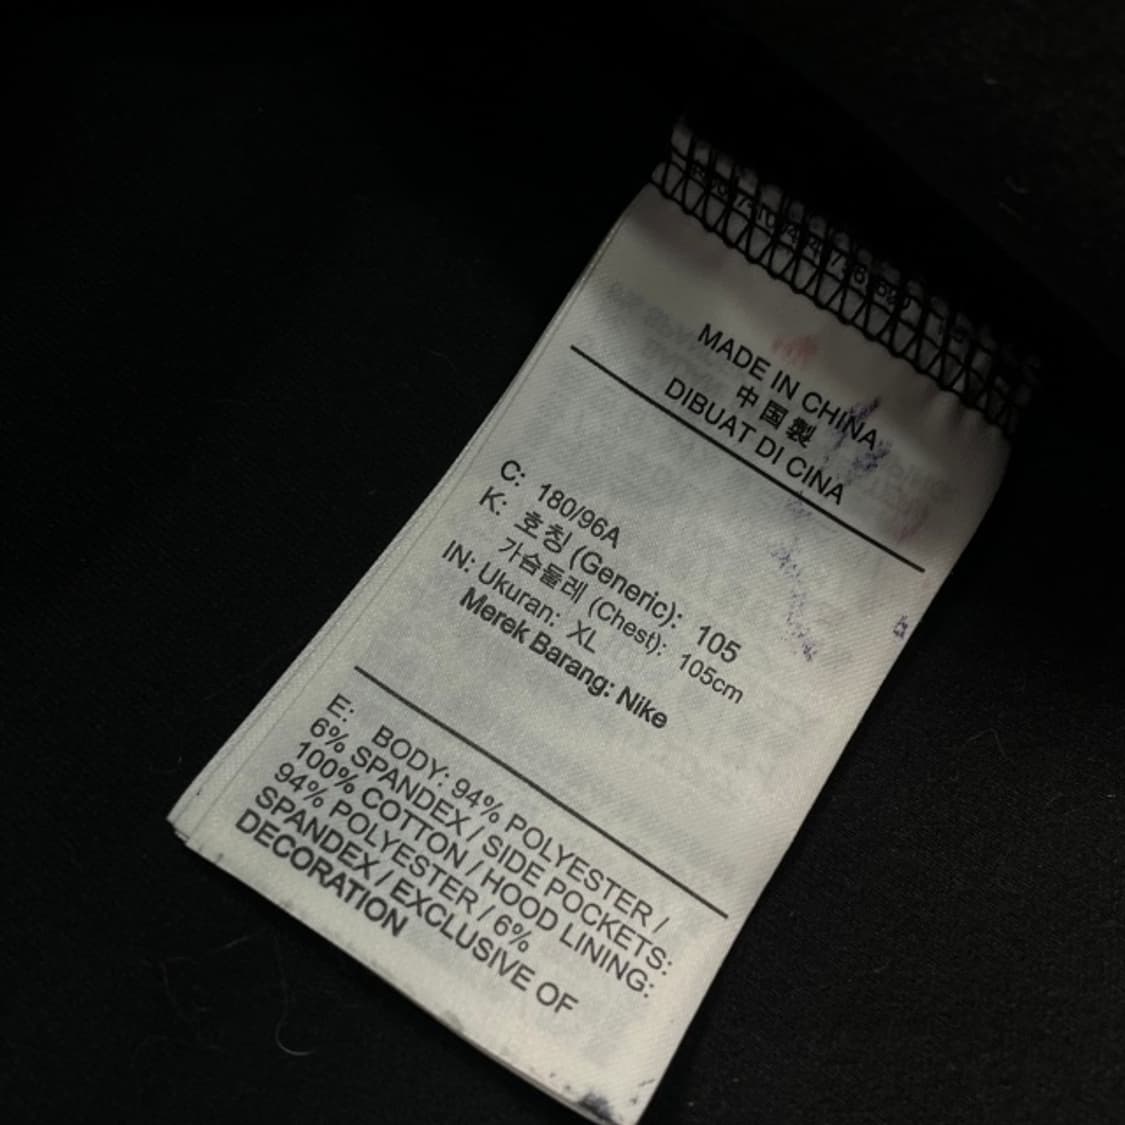 MADE IN CHINA
中国製
DIBUAT DI CINA
C: 180/96A
K: 호칭 (Generic): 105
가슴둘레 (Chest): 105cm
IN: Ukuran: XL
Merek Barang: Nike
E: BODY: 94% POLYESTER /
6% SPANDEX / SIDE POCKETS:
100% COTTON / HOOD LINING:
94% POLYESTER / 6%
SPANDEX / EXCLUSIVE OF
DECORATION